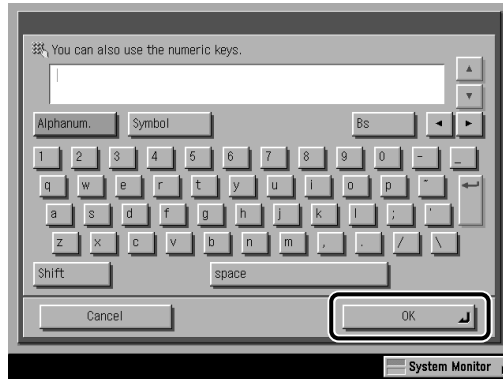 You can also use the numeric keys.
Alphanum. Symbol Bs
1 2 3 4 5 6 7 8 9 0 - _
q w e r t y u i o p ~
a s d f g h j k l ; '
z x c v b n m , . / \
Shift space
Cancel OK
System Monitor